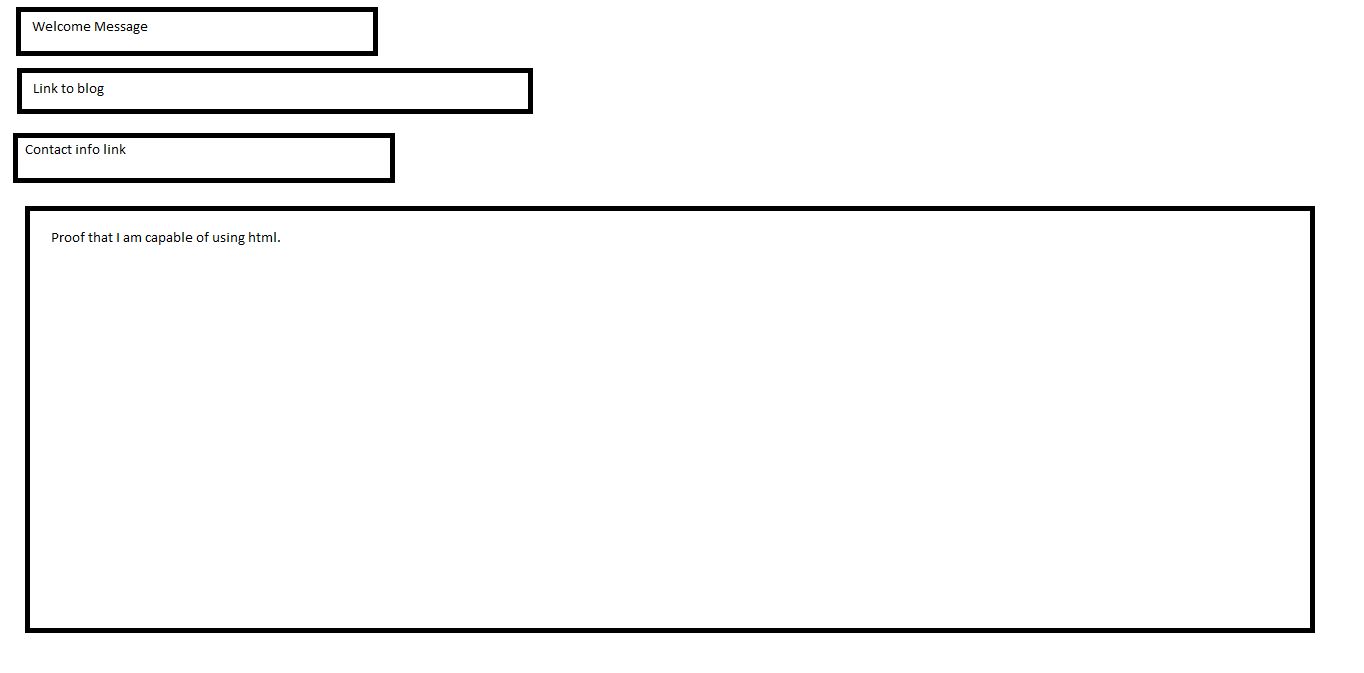 Welcome Message
Link to blog
Contact info link
Proof that I am capable of using html.